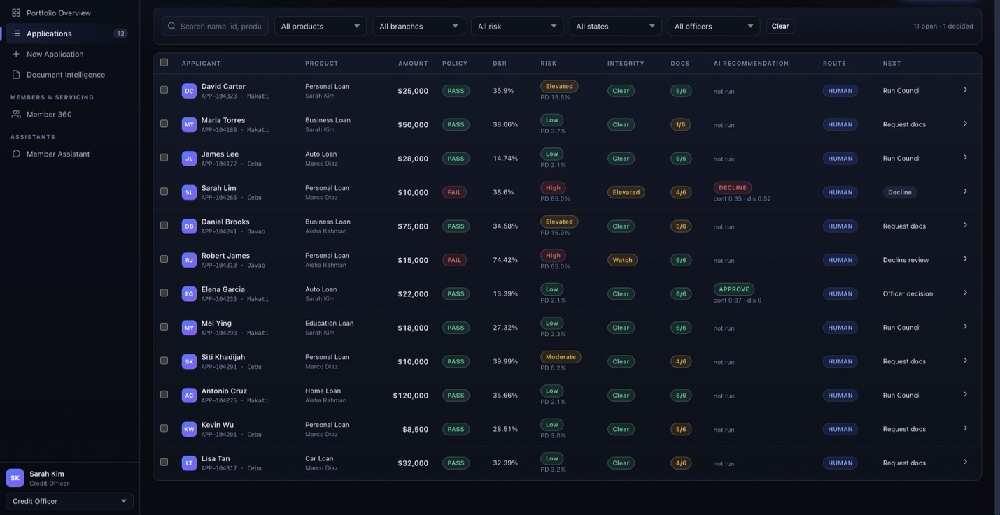 Portfolio Overview
Applications 12
New Application
Document Intelligence
MEMBERS & SERVICING
Member 360
ASSISTANTS
Member Assistant
Sarah Kim
SK
Credit Officer
Credit Officer
Search name, id, produ All products All branches All risk All states All officers Clear 11 open · 1 decided
APPLICANT PRODUCT AMOUNT POLICY DSR RISK INTEGRITY DOCS AI RECOMMENDATION ROUTE NEXT
DC David Carter Personal Loan $25,000 PASS 35.9% Elevated Clear 6/6 not run HUMAN Run Council
APP-104328 · Makati Sarah Kim PD 15.6%
MT Maria Torres Business Loan $50,000 PASS 38.06% Low Clear 1/6 not run HUMAN Request docs
APP-104188 · Makati Sarah Kim PD 3.7%
JL James Lee Auto Loan $28,000 PASS 14.74% Low Clear 6/6 not run HUMAN Run Council
APP-104172 · Cebu Marco Diaz PD 2.1%
SL Sarah Lim Personal Loan $10,000 FAIL 38.6% High Elevated 4/6 DECLINE HUMAN Decline
APP-104265 · Cebu Marco Diaz PD 65.0% conf 0.35 · dis 0.52
DB Daniel Brooks Business Loan $75,000 PASS 34.58% Elevated Clear 5/6 not run HUMAN Request docs
APP-104241 · Davao Aisha Rahman PD 15.9%
RJ Robert James Personal Loan $15,000 FAIL 74.42% High Watch 6/6 not run HUMAN Decline review
APP-104310 · Davao Aisha Rahman PD 65.0%
EG Elena Garcia Auto Loan $22,000 PASS 13.39% Low Clear 6/6 APPROVE HUMAN Officer decision
APP-104233 · Makati Sarah Kim PD 2.1% conf 0.97 · dis 0
MY Mei Ying Education Loan $18,000 PASS 27.32% Low Clear 6/6 not run HUMAN Run Council
APP-104298 · Makati Sarah Kim PD 2.3%
SK Siti Khadijah Personal Loan $10,000 PASS 39.99% Moderate Clear 4/6 not run HUMAN Request docs
APP-104291 · Cebu Marco Diaz PD 6.2%
AC Antonio Cruz Home Loan $120,000 PASS 35.66% Low Clear 6/6 not run HUMAN Run Council
APP-104276 · Makati Aisha Rahman PD 2.1%
KW Kevin Wu Personal Loan $8,500 PASS 28.51% Low Clear 5/6 not run HUMAN Request docs
APP-104201 · Cebu Marco Diaz PD 3.0%
LT Lisa Tan Car Loan $32,000 PASS 32.39% Low Clear 4/6 not run HUMAN Request docs
APP-104317 · Cebu Marco Diaz PD 3.2%